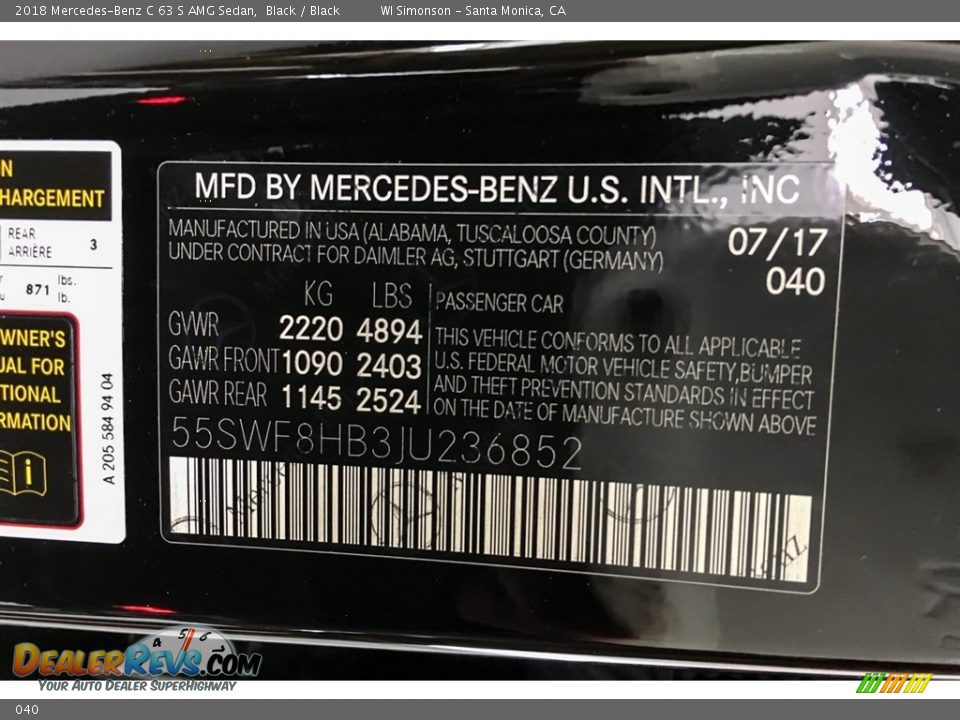 2018 Mercedes-Benz C 63 S AMG Sedan, Black / Black WI Simonson - Santa Monica, CA
HARGEMENT
REAR
ARRIÈRE 3
871 lbs.
lb.
WNER'S
UAL FOR
TIONAL
RMATION
A 205 584 94 04
MFD BY MERCEDES-BENZ U.S. INTL., INC
MANUFACTURED IN USA (ALABAMA, TUSCALOOSA COUNTY)
UNDER CONTRACT FOR DAIMLER AG, STUTTGART (GERMANY)
07/17
040
KG LBS
GVWR 2220 4894
GAWR FRONT 1090 2403
GAWR REAR 1145 2524
PASSENGER CAR
THIS VEHICLE CONFORMS TO ALL APPLICABLE
U.S. FEDERAL MOTOR VEHICLE SAFETY,BUMPER
AND THEFT PREVENTION STANDARDS IN EFFECT
ON THE DATE OF MANUFACTURE SHOWN ABOVE
55SWF8HB3JU236852
4 5 6
DEALERREVS.COM
YOUR AUTO DEALER SUPERHIGHWAY
040